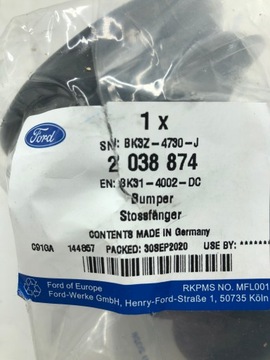 Ford
1 x
SN: BK3Z-4730-J
2 038 874
EN: BK31-4002-DC
Bumper
Stossfänger
CONTENTS MADE IN Germany
C91GA 144857 PACKED: 30SEP2020 USE BY: *******
Ford of Europe RKPMS NO. MFL001
Ford-Werke GmbH, Henry-Ford-Straße 1, 50735 Köln